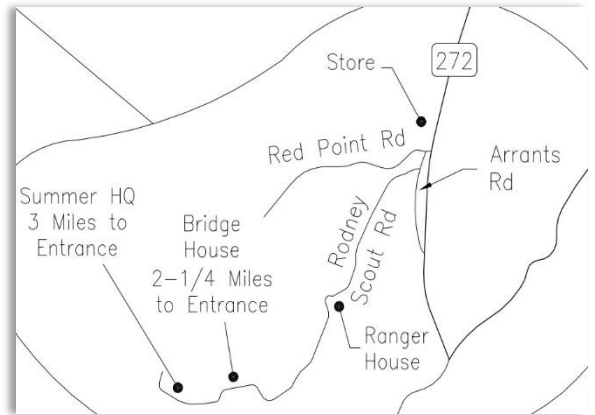 Store
272
Red Point Rd
Arrants
Rd
Summer HQ
3 Miles to
Entrance
Bridge
House
2-1/4 Miles
to Entrance
Rodney
Scout Rd
Ranger
House